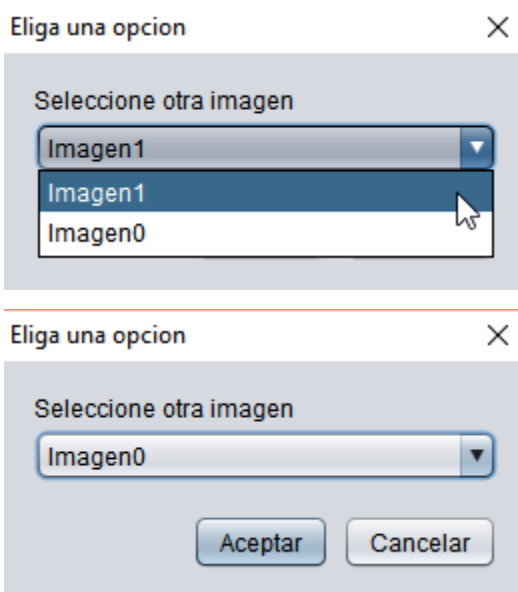 Eliga una opcion
Seleccione otra imagen
Imagen1
Imagen1
Imagen0
Eliga una opcion
Seleccione otra imagen
Imagen0
Aceptar Cancelar